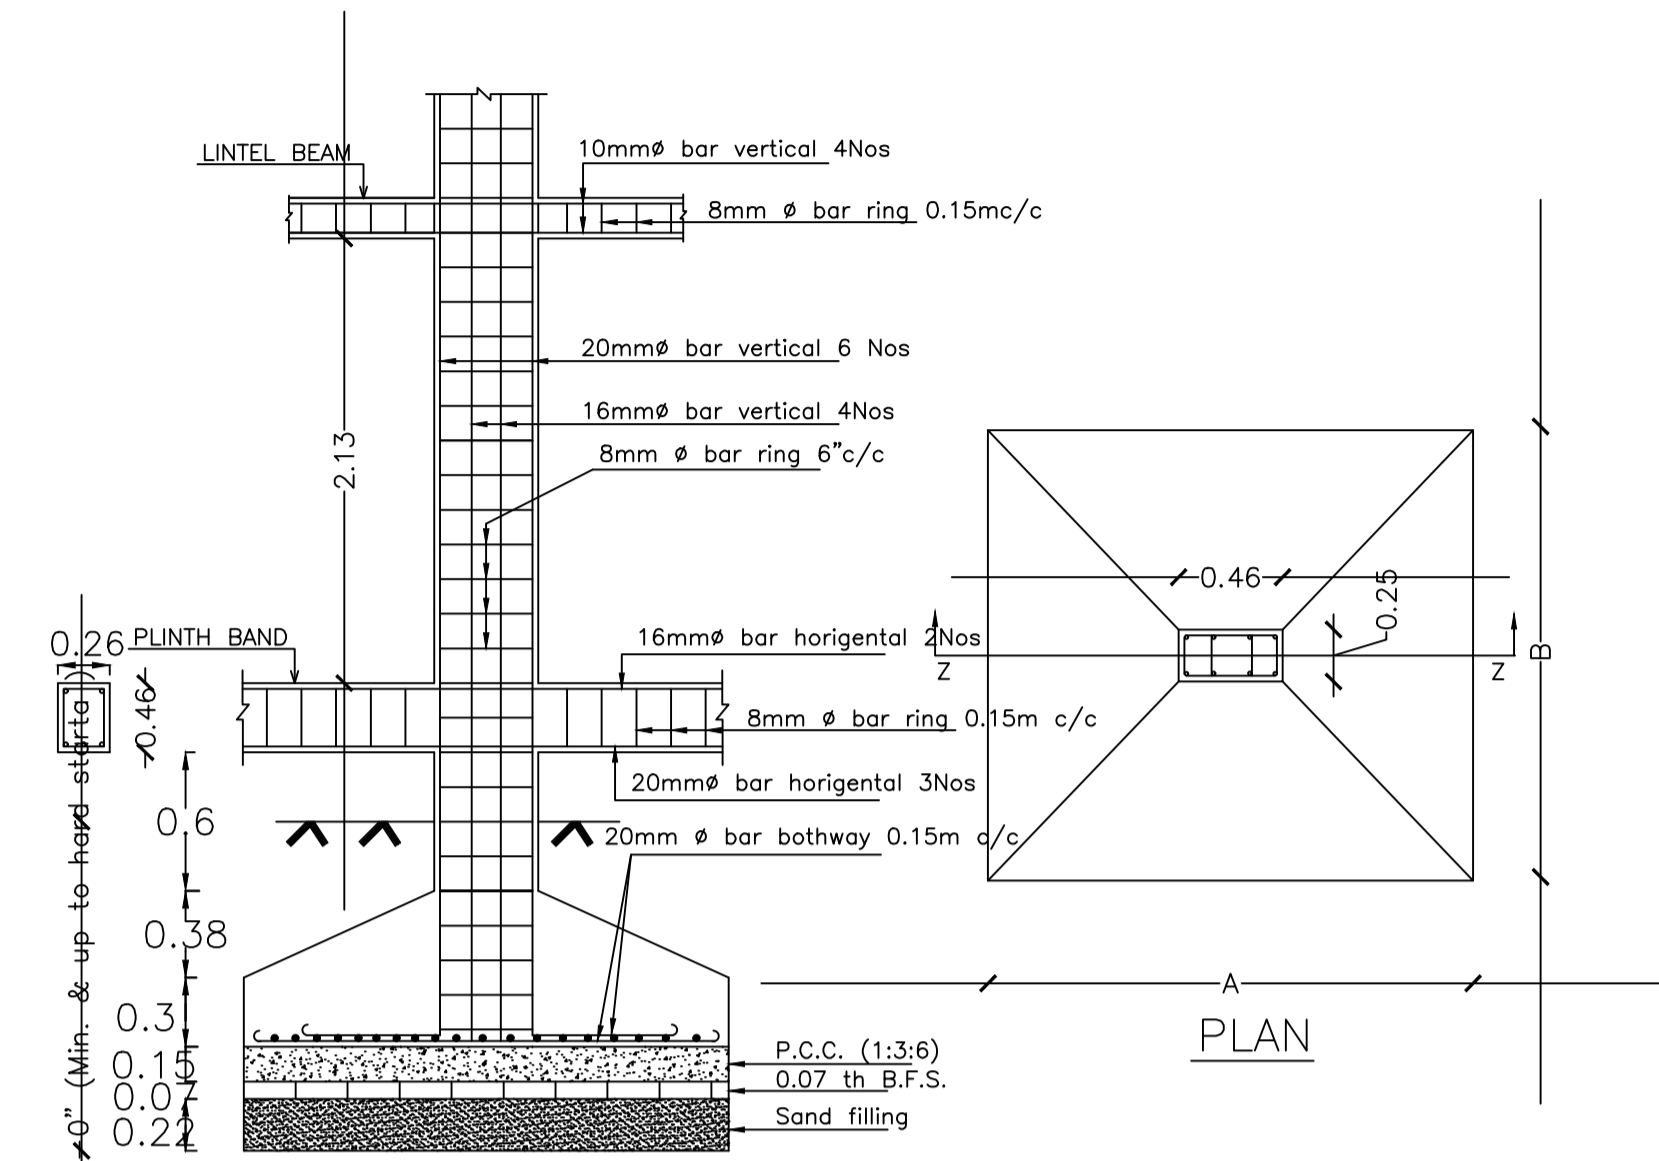 LINTEL BEAM
10mmø bar vertical 4Nos
8mm ø bar ring 0.15mc/c
20mmø bar vertical 6 Nos
16mmø bar vertical 4Nos
8mm ø bar ring 6"c/c
2.13
0.46
0.25
0.26
PLINTH BAND
16mmø bar horigental 2Nos
Z
Z
B
0.46
8mm ø bar ring 0.15m c/c
20mmø bar horigental 3Nos
0.6
20mm ø bar bothway 0.15m c/c
0.38
0.3
A
PLAN
0.15
P.C.C. (1:3:6)
0.07
0.07 th B.F.S.
0.22
Sand filling
0" (Min. & up to hard starta )